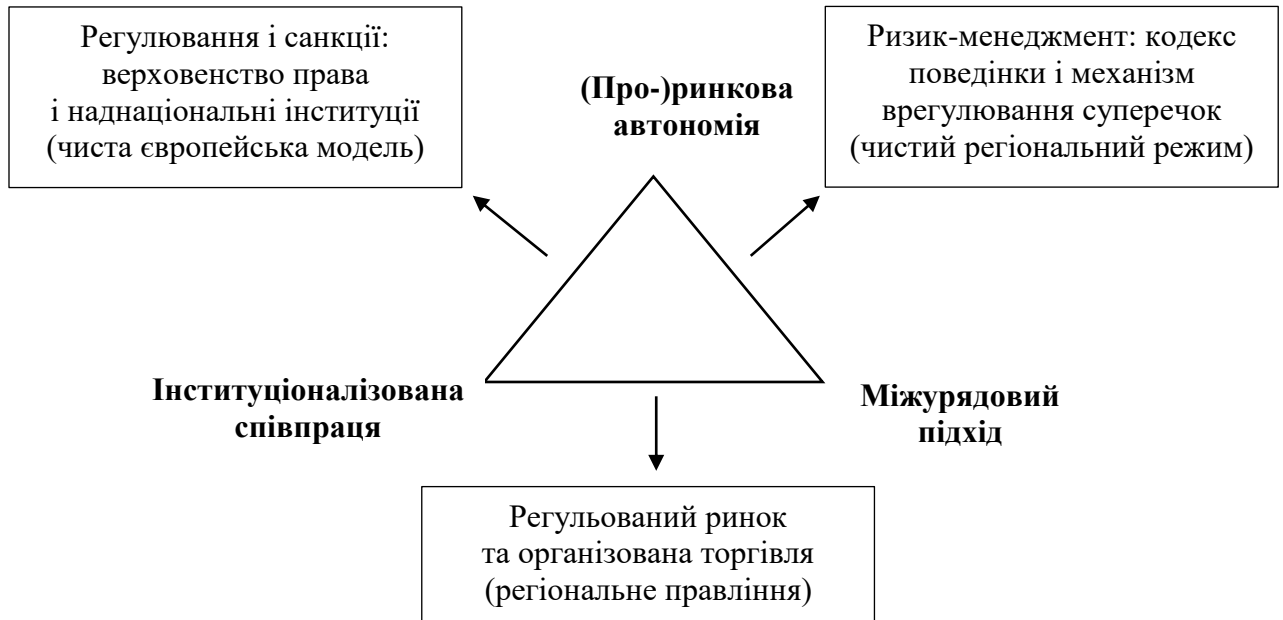 Регулювання і санкції:
верховенство права
і наднаціональні інституції
(чиста європейська модель)
(Про-)ринкова
автономія
Ризик-менеджмент: кодекс
поведінки і механізм
врегулювання суперечок
(чистий регіональний режим)
Інституціоналізована
співпраця
Міжурядовий
підхід
Регульований ринок
та організована торгівля
(регіональне правління)